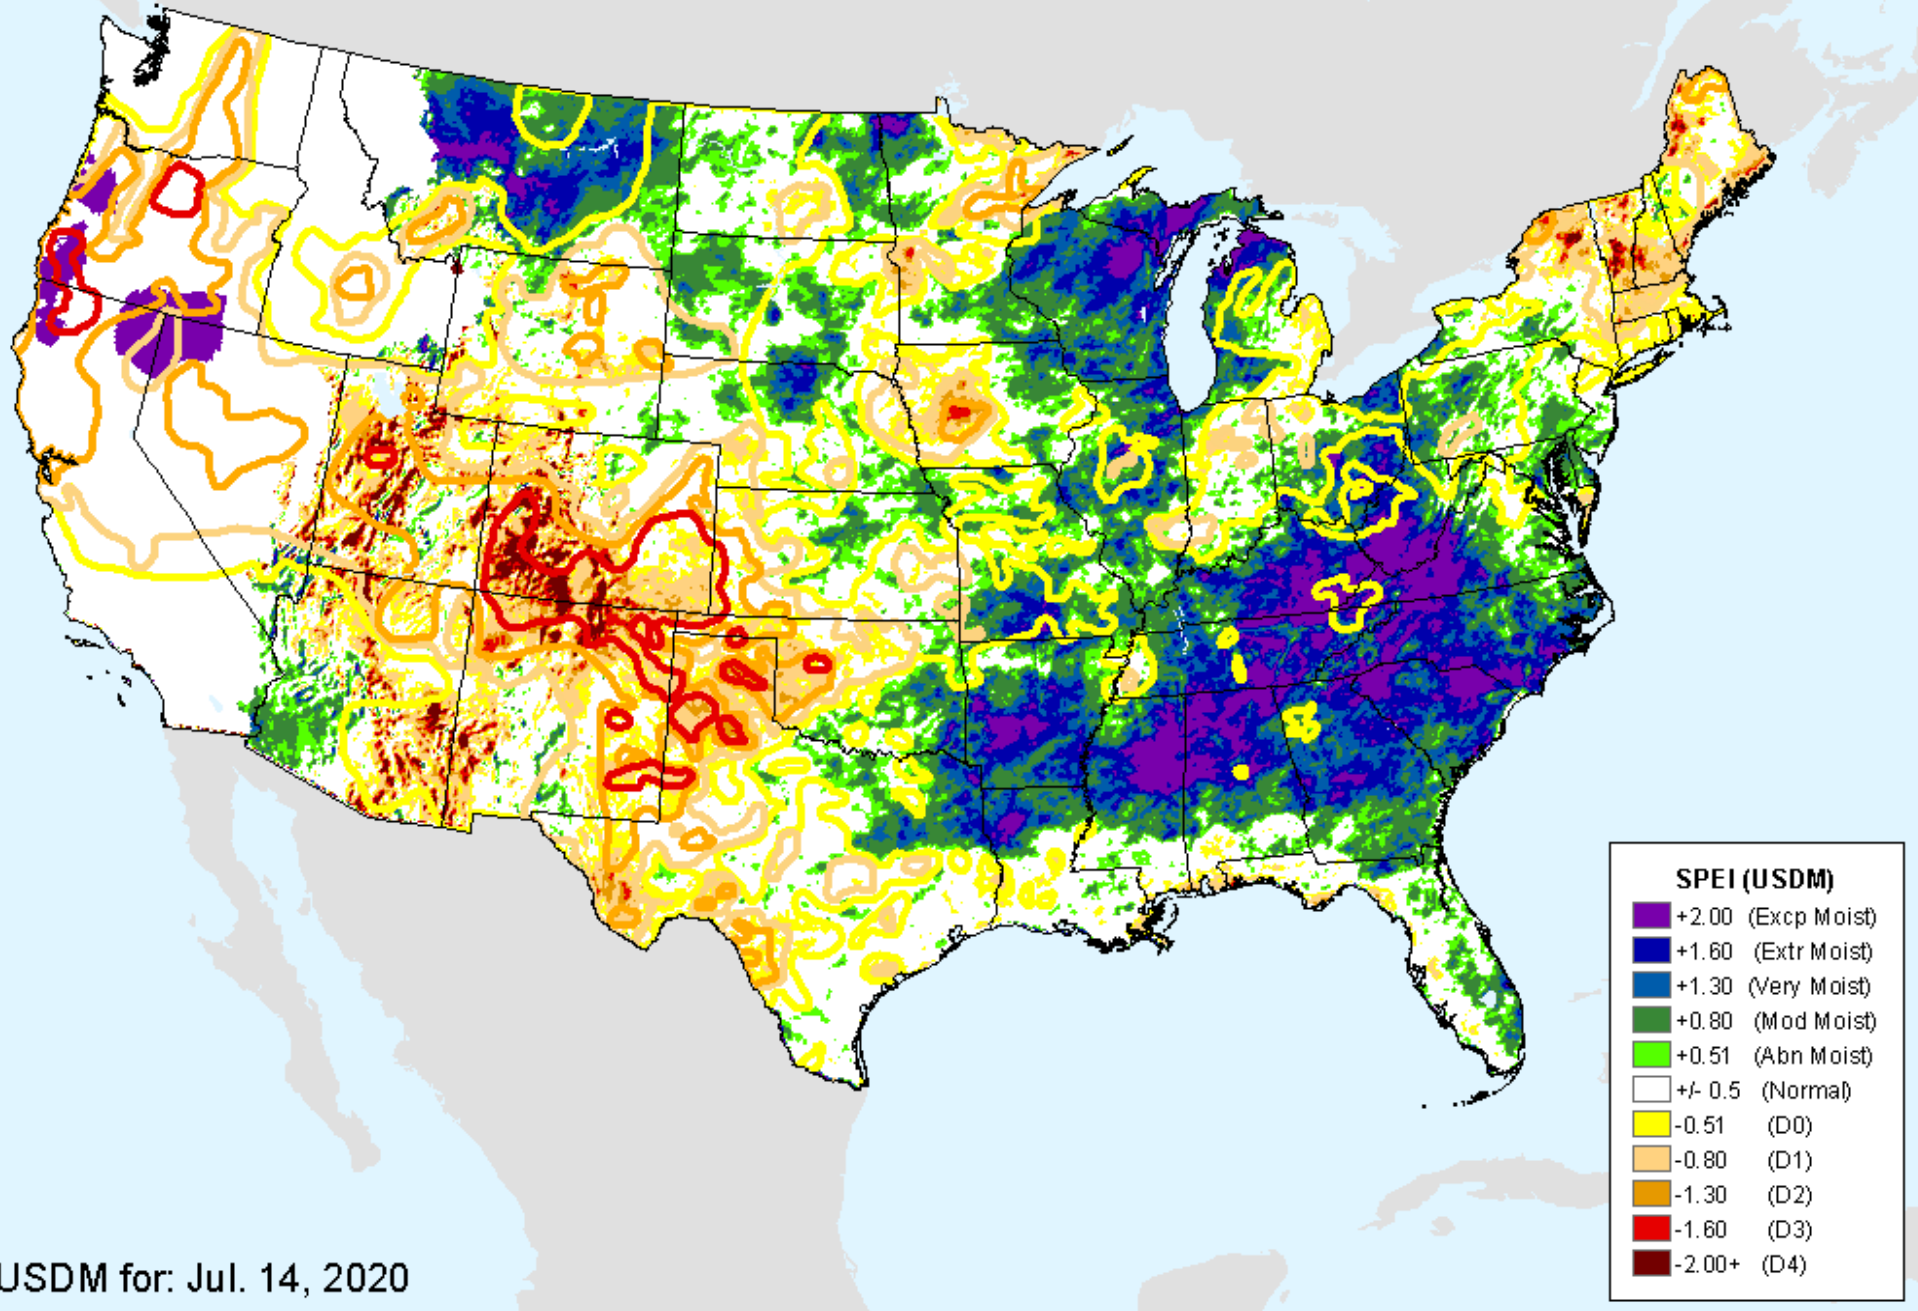 SPEI (USDM)
+2.00 (Excp Moist)
+1.60 (Extr Moist)
+1.30 (Very Moist)
+0.80 (Mod Moist)
+0.51 (Abn Moist)
+/- 0.5 (Normal)
-0.51 (D0)
-0.80 (D1)
-1.30 (D2)
-1.60 (D3)
-2.00+ (D4)
USDM for: Jul. 14, 2020